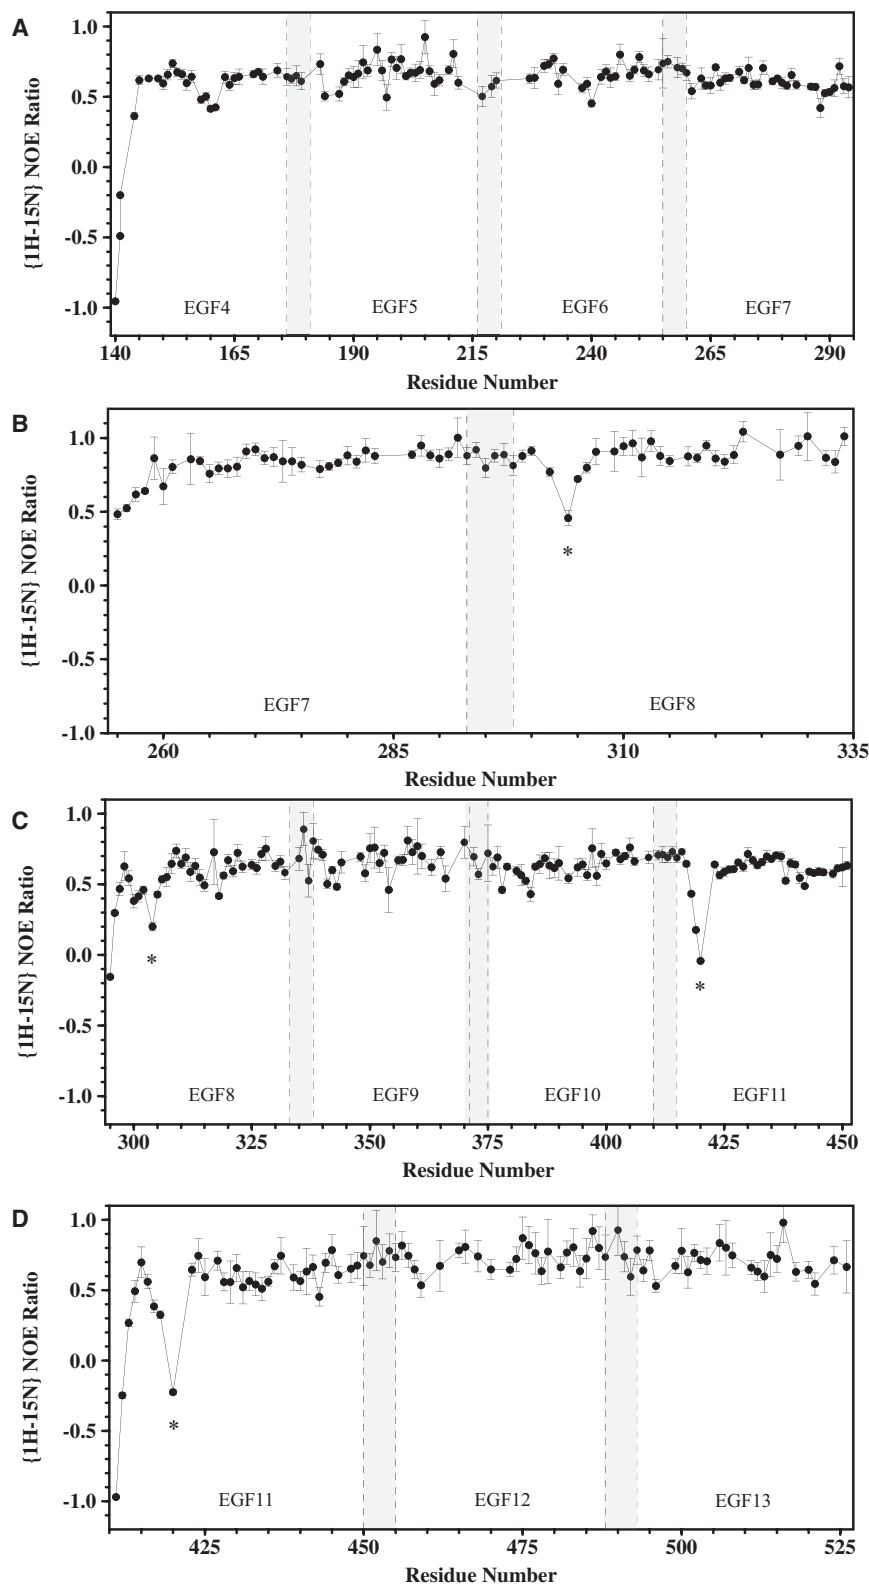 A
{1H-15N} NOE Ratio
1.0
0.5
0.0
-0.5
-1.0
EGF4 EGF5 EGF6 EGF7
140 165 190 215 240 265 290
Residue Number
B
{1H-15N} NOE Ratio
1.0
0.5
0.0
-0.5
-1.0
*
EGF7 EGF8
260 285 310 335
Residue Number
C
{1H-15N} NOE Ratio
1.0
0.5
0.0
-0.5
-1.0
* *
EGF8 EGF9 EGF10 EGF11
300 325 350 375 400 425 450
Residue Number
D
{1H-15N} NOE Ratio
1.0
0.5
0.0
-0.5
-1.0
*
EGF11 EGF12 EGF13
425 450 475 500 525
Residue Number